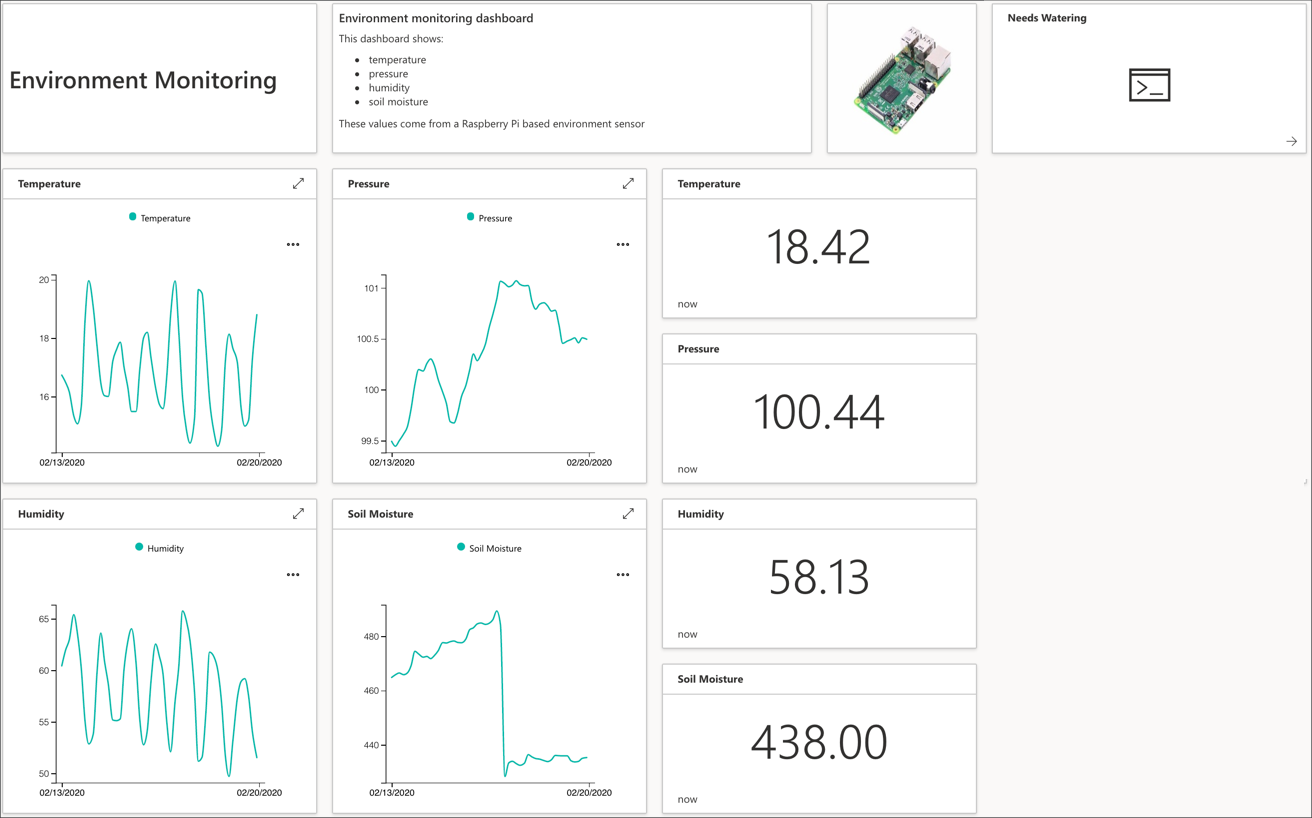 Environment Monitoring
Environment monitoring dashboard
This dashboard shows:
• temperature
• pressure
• humidity
• soil moisture
These values come from a Raspberry Pi based environment sensor
Needs Watering
Temperature
Temperature
20
18
16
02/13/2020 02/20/2020
Pressure
Pressure
101
100.5
100
99.5
02/13/2020 02/20/2020
Temperature
18.42
now
Pressure
100.44
now
Humidity
Humidity
65
60
55
50
02/13/2020 02/20/2020
Soil Moisture
Soil Moisture
480
460
440
02/13/2020 02/20/2020
Humidity
58.13
now
Soil Moisture
438.00
now